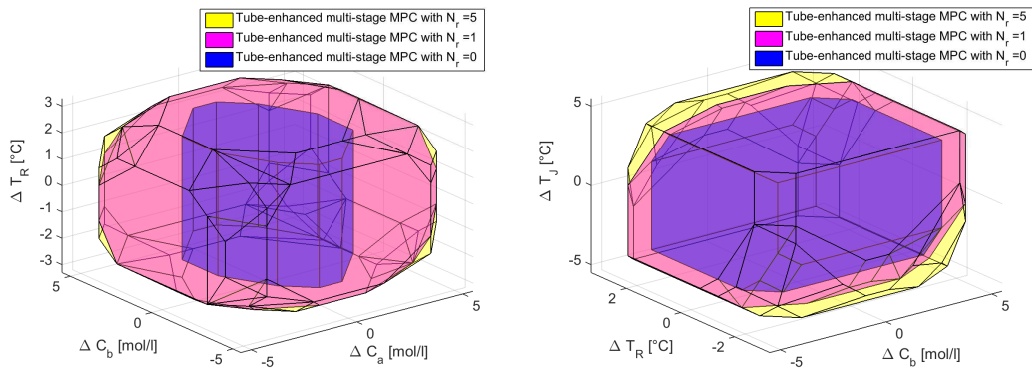 Tube-enhanced multi-stage MPC with N_r=5
Tube-enhanced multi-stage MPC with N_r=1
Tube-enhanced multi-stage MPC with N_r=0
3
2
1
0
-1
-2
-3
Δ T_R [°C]
5
0
-5
Δ C_b [mol/l]
-5
0
5
Δ C_a [mol/l]
Tube-enhanced multi-stage MPC with N_r=5
Tube-enhanced multi-stage MPC with N_r=1
Tube-enhanced multi-stage MPC with N_r=0
5
0
-5
Δ T_J [°C]
2
0
-2
Δ T_R [°C]
-5
0
5
Δ C_b [mol/l]